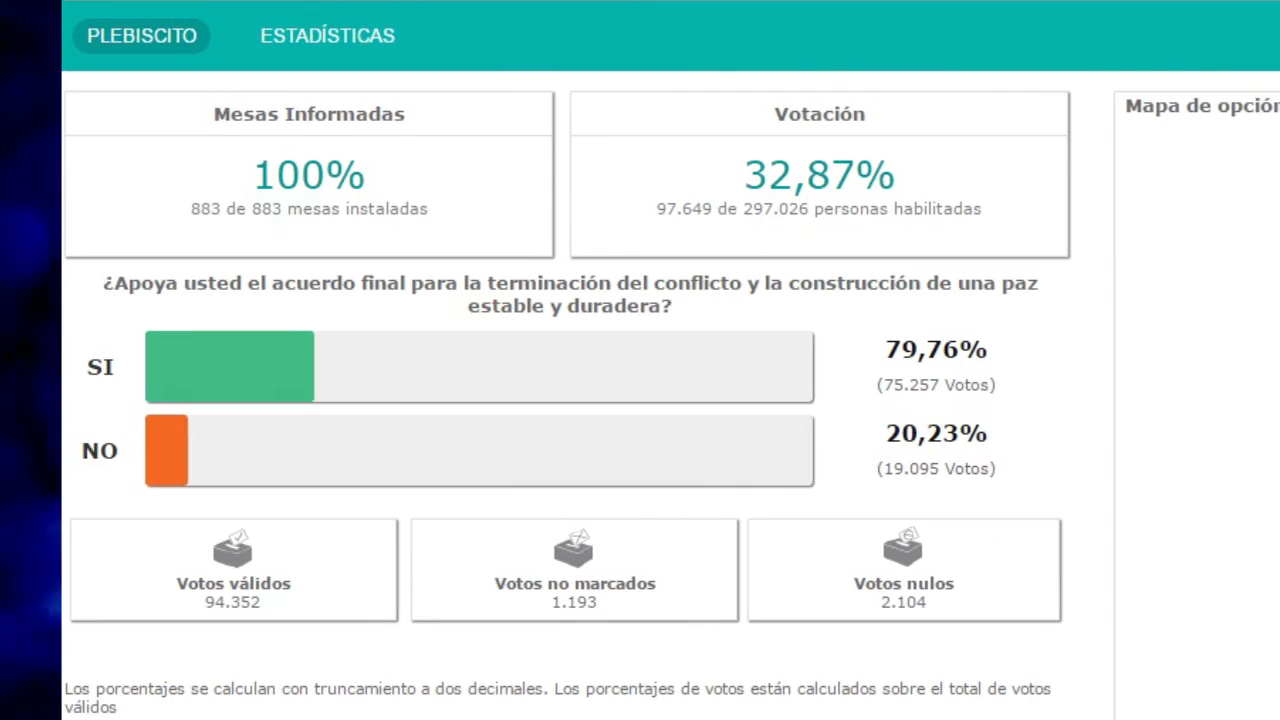 PLEBISCITO
ESTADÍSTICAS
Mesas Informadas
100%
883 de 883 mesas instaladas
Votación
32,87%
97.649 de 297.026 personas habilitadas
Mapa de opción
¿Apoya usted el acuerdo final para la terminación del conflicto y la construcción de una paz
estable y duradera?
SI
79,76%
(75.257 Votos)
NO
20,23%
(19.095 Votos)
Votos válidos
94.352
Votos no marcados
1.193
Votos nulos
2.104
Los porcentajes se calculan con truncamiento a dos decimales. Los porcentajes de votos están calculados sobre el total de votos
válidos